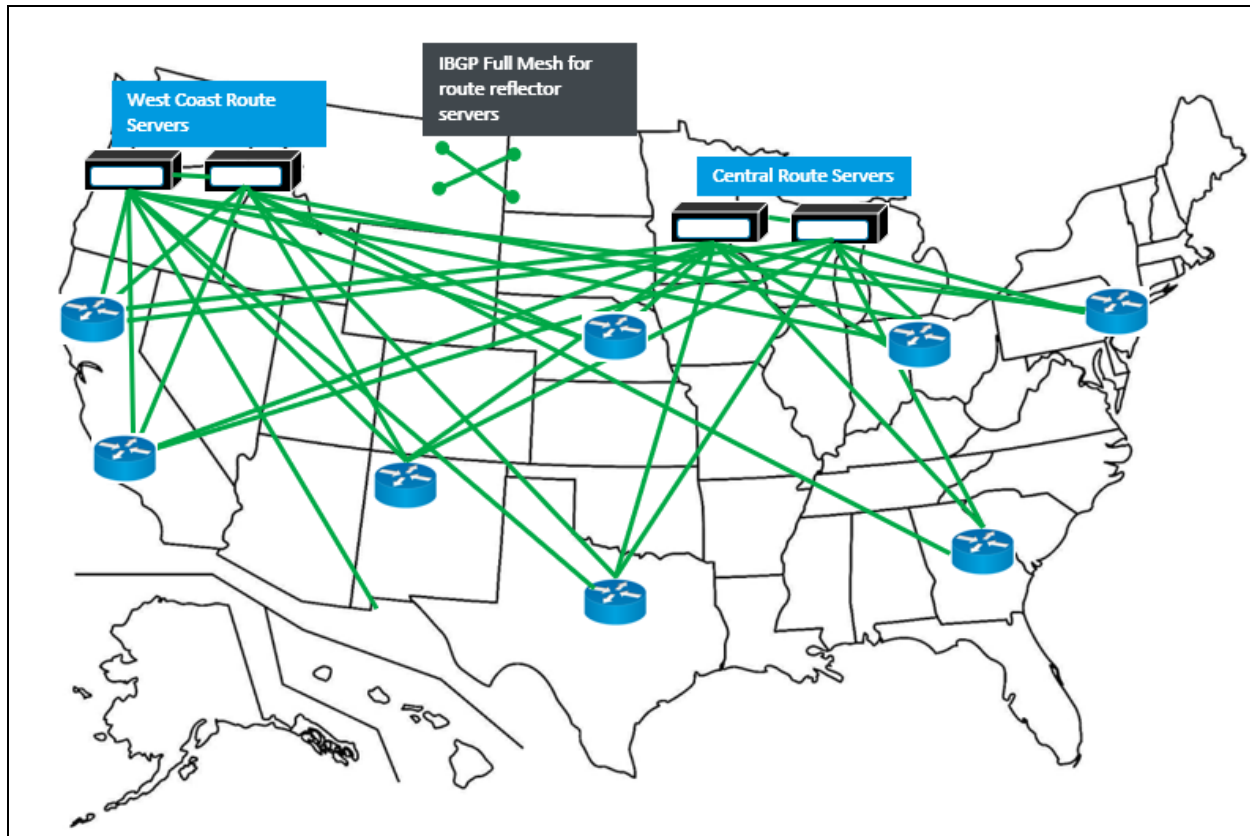 IBGP Full Mesh for
route reflector
servers
West Coast Route
Servers
Central Route Servers